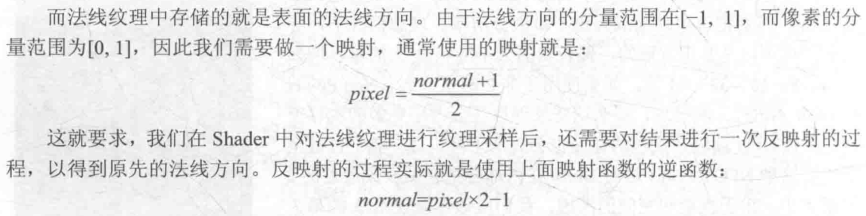 而法线纹理中存储的就是表面的法线方向。由于法线方向的分量范围在[−1, 1]，而像素的分
量范围为[0, 1]，因此我们需要做一个映射，通常使用的映射就是：
pixel = (normal + 1) / 2
这就要求，我们在 Shader 中对法线纹理进行纹理采样后，还需要对结果进行一次反映射的过
程，以得到原先的法线方向。反映射的过程实际就是使用上面映射函数的逆函数：
normal=pixel×2−1